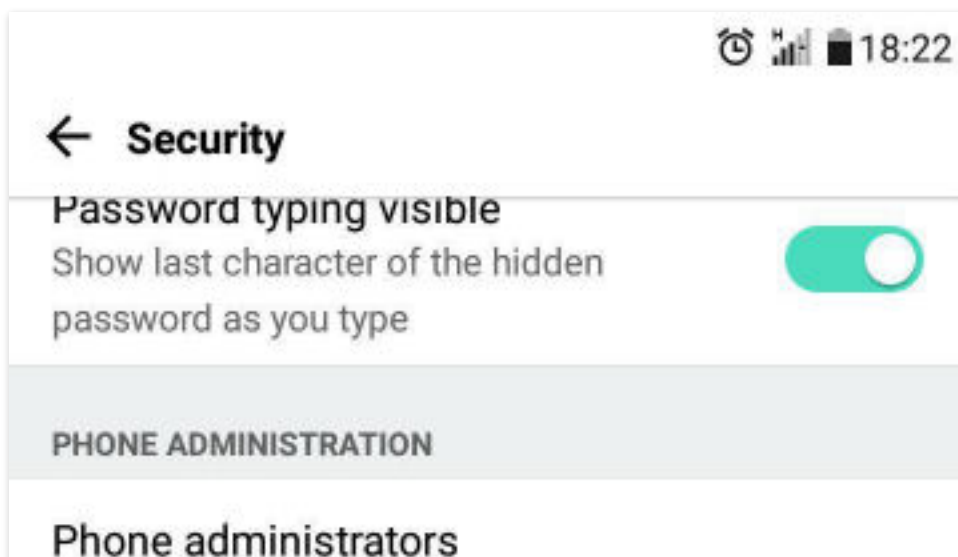 H
18:22
Security
Password typing visible
Show last character of the hidden
password as you type
PHONE ADMINISTRATION
Phone administrators